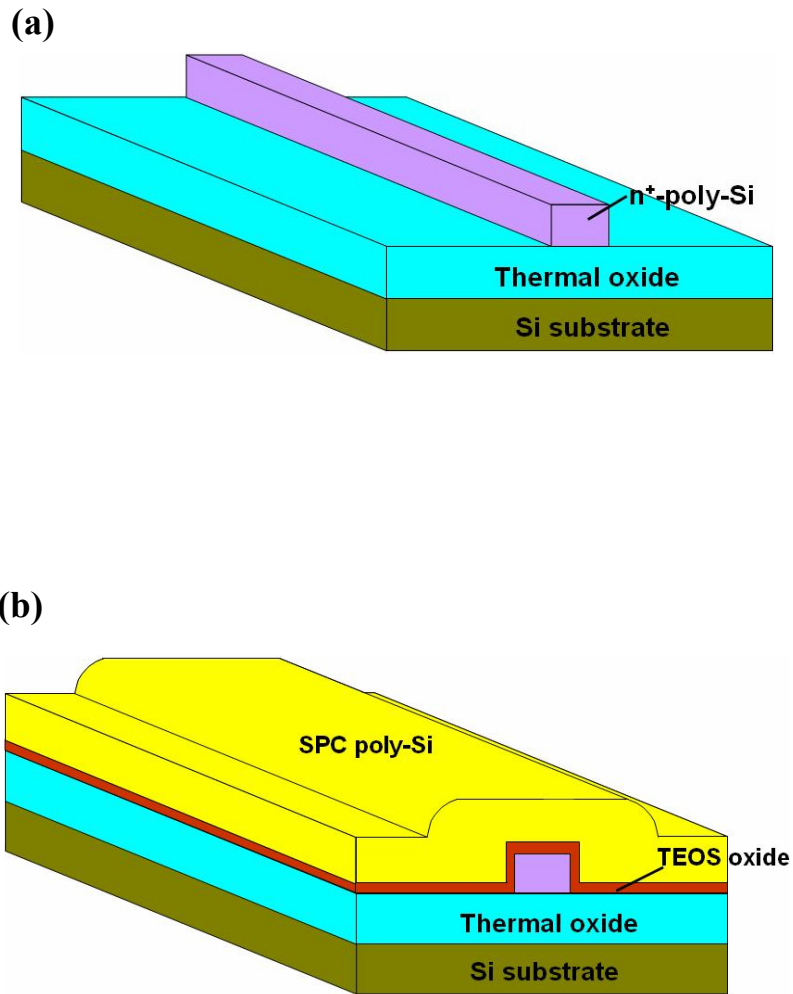 (a)
n⁺-poly-Si
Thermal oxide
Si substrate
(b)
SPC poly-Si
TEOS oxide
Thermal oxide
Si substrate